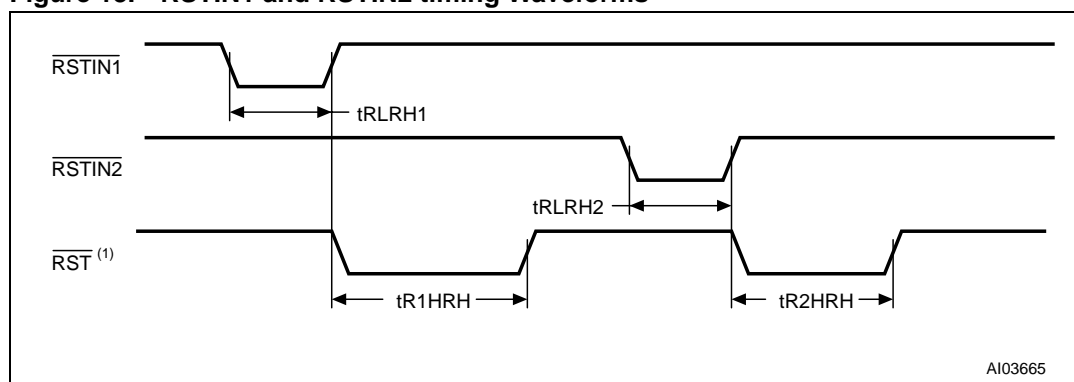 RSTIN1
tRLRH1
RSTIN2
tRLRH2
RST (1)
tR1HRH
tR2HRH
AI03665